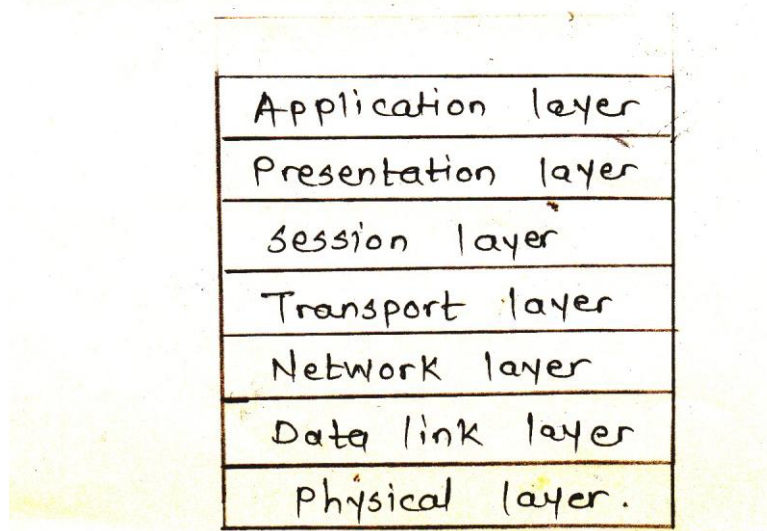 Application layer
Presentation layer
session layer
Transport layer
Network layer
Data link layer
Physical layer.